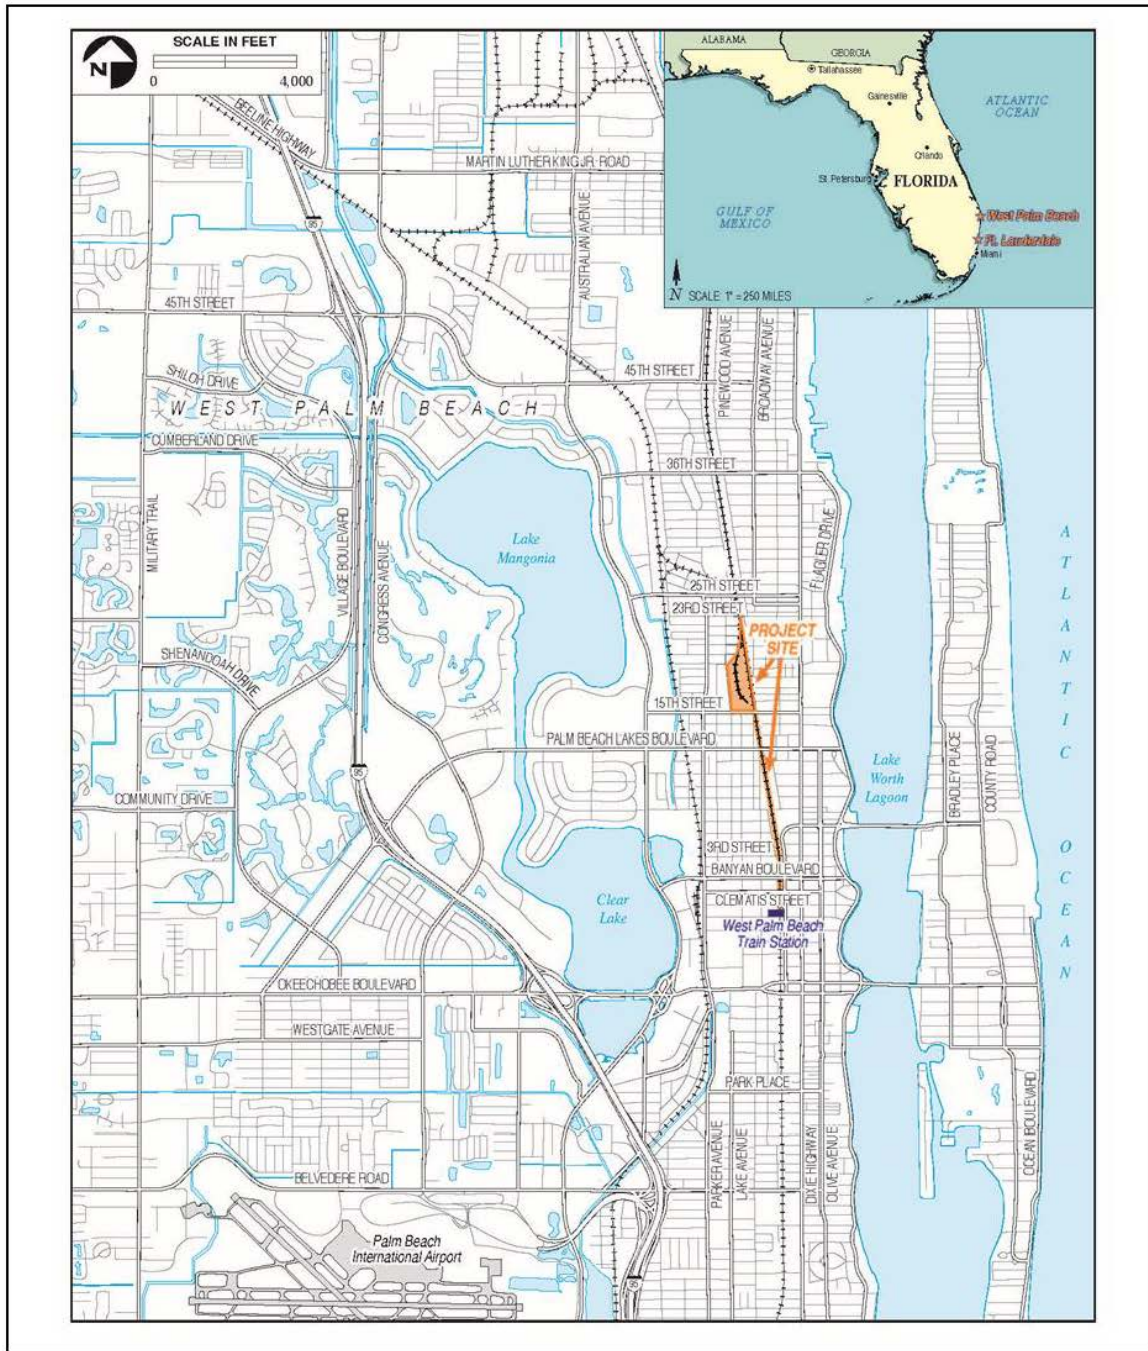 SCALE IN FEET
N
0
4,000
ALABAMA
GEORGIA
Tallahassee
Gainesville
ATLANTIC
OCEAN
Orlando
St. Petersburg
FLORIDA
GULF OF
MEXICO
West Palm Beach
Ft. Lauderdale
Miami
N
SCALE: 1" = 250 MILES
BEELINE HIGHWAY
MARTIN LUTHER KING JR. ROAD
AUSTRALIAN AVENUE
95
45TH STREET
45TH STREET
PINEWOOD AVENUE
BROADWAY AVENUE
SHILOH DRIVE
WEST PALM BEACH
CUMBERLAND DRIVE
36TH STREET
MILITARY TRAIL
VILLAGE BOULEVARD
CONGRESS AVENUE
Lake
Mangonia
FLAGLER DRIVE
25TH STREET
23RD STREET
PROJECT
SITE
SHENANDOAH DRIVE
15TH STREET
PALM BEACH LAKES BOULEVARD
95
COMMUNITY DRIVE
Lake
Worth
Lagoon
BRADLEY PLACE
COUNTY ROAD
ATLANTIC OCEAN
3RD STREET
BANYAN BOULEVARD
CLEMATIS STREET
Clear
Lake
West Palm Beach
Train Station
OKEECHOBEE BOULEVARD
WESTGATE AVENUE
PARK PLACE
PARKER AVENUE
LAKE AVENUE
DIXIE HIGHWAY
OLIVE AVENUE
OCEAN BOULEVARD
BELVEDERE ROAD
Palm Beach
International Airport
95